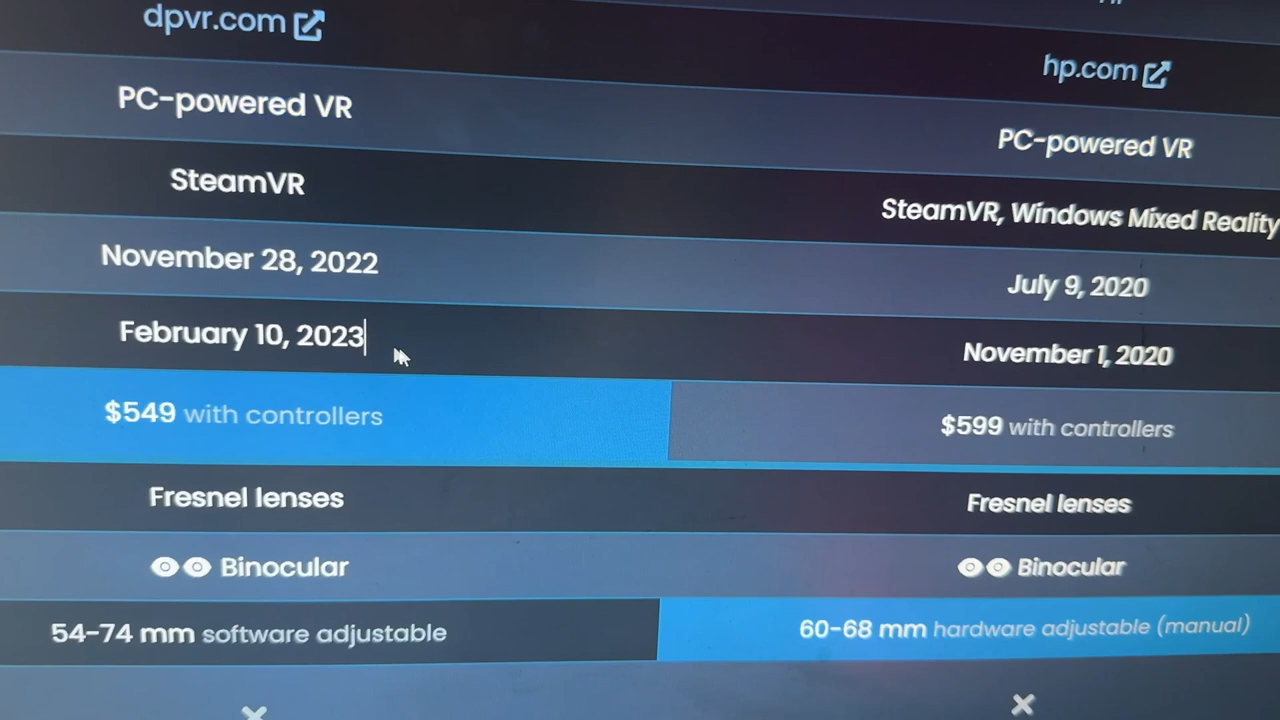 dpvr.com
hp.com
PC-powered VR
PC-powered VR
SteamVR
SteamVR, Windows Mixed Reality
November 28, 2022
July 9, 2020
February 10, 2023
November 1, 2020
$549 with controllers
$599 with controllers
Fresnel lenses
Fresnel lenses
Binocular
Binocular
54-74 mm software adjustable
60-68 mm hardware adjustable (manual)